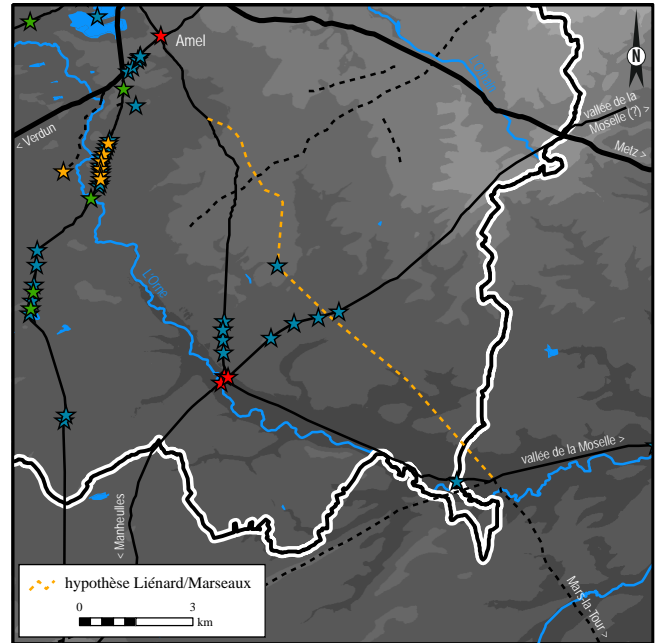 Amel
N
L'Othain
vallée de la
Moselle (?) >
< Verdun
Metz >
L'Orne
vallée de la Moselle >
< Manheulles
Mars-la-Tour >
hypothèse Liénard/Marseaux
0 3
km